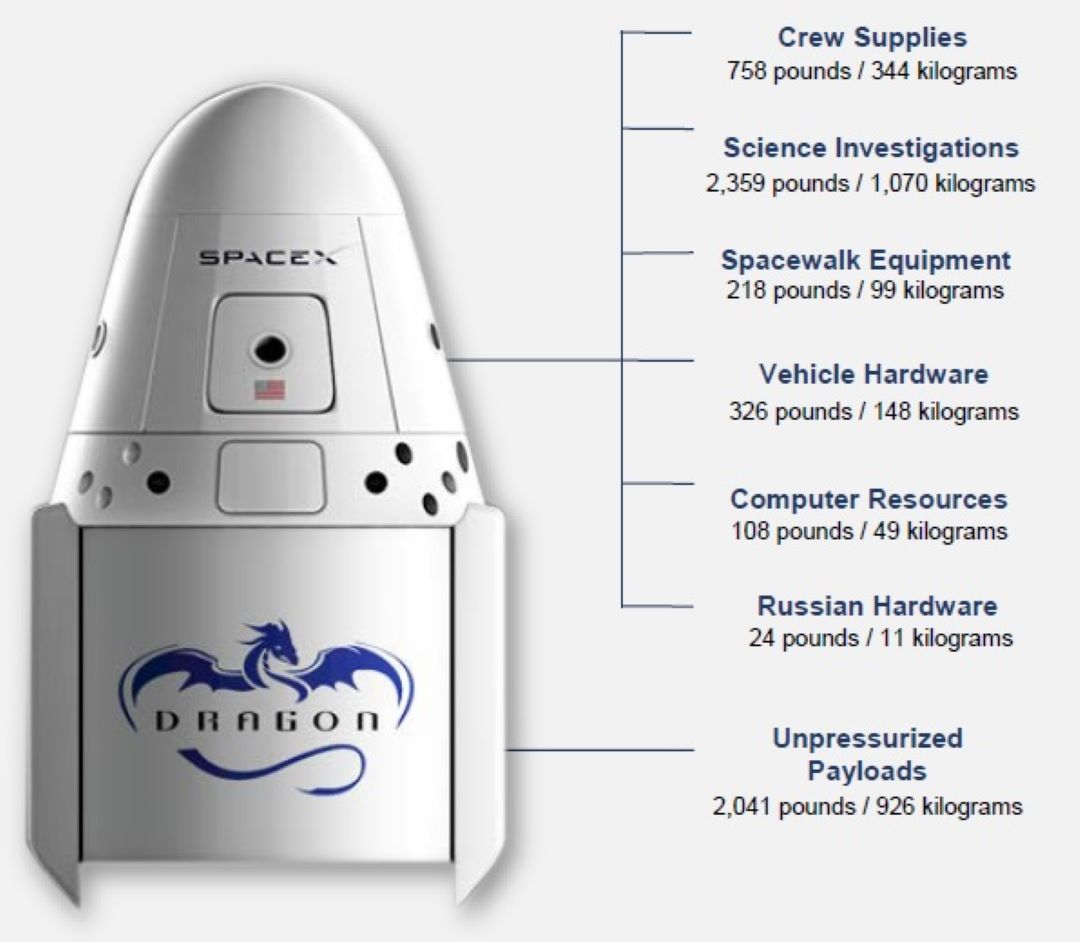 Crew Supplies
758 pounds / 344 kilograms
Science Investigations
2,359 pounds / 1,070 kilograms
SPACEX
Spacewalk Equipment
218 pounds / 99 kilograms
Vehicle Hardware
326 pounds / 148 kilograms
Computer Resources
108 pounds / 49 kilograms
Russian Hardware
24 pounds / 11 kilograms
DRAGON
Unpressurized
Payloads
2,041 pounds / 926 kilograms